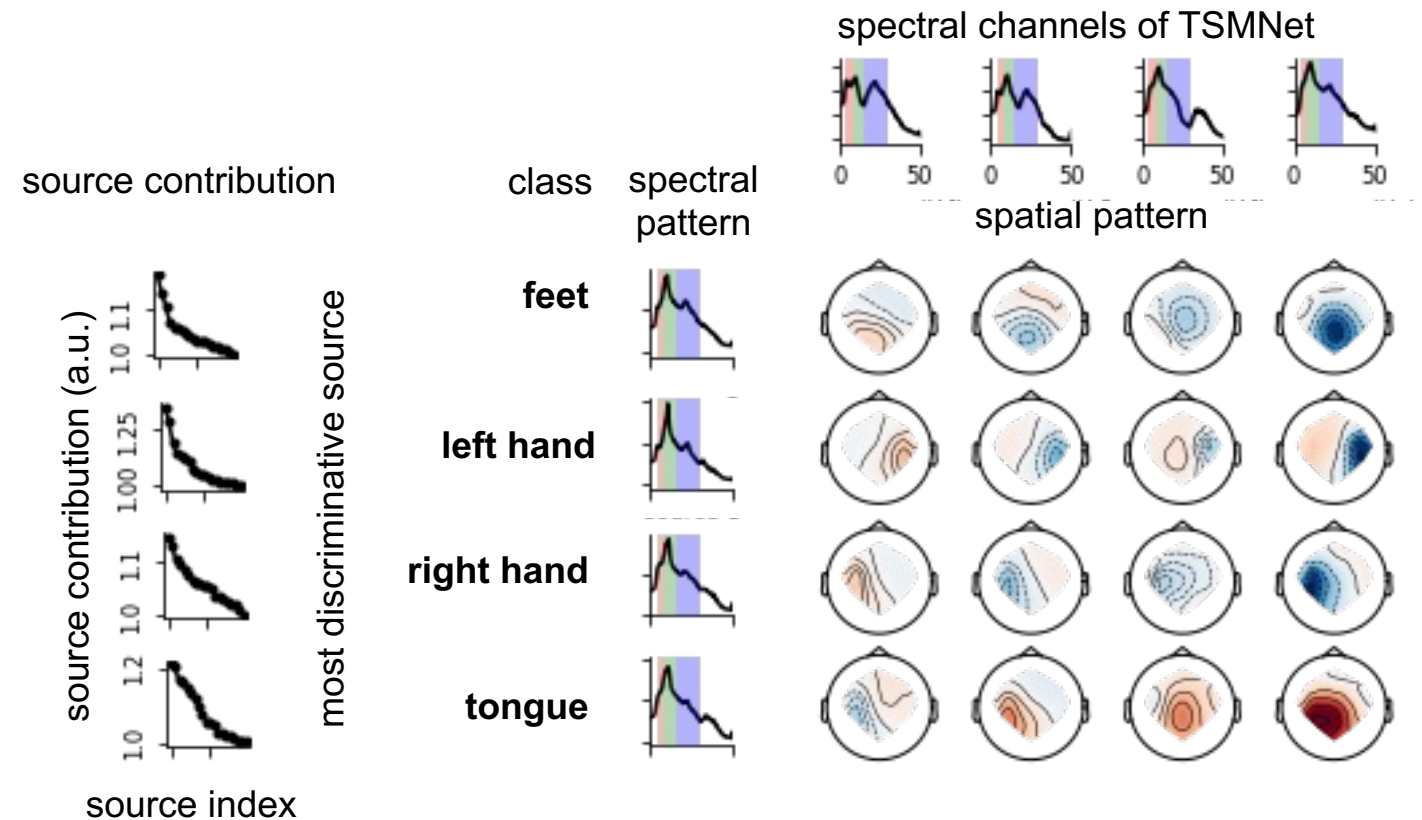 spectral channels of TSMNet
0 50 0 50 0 50 0 50
source contribution
class
spectral
pattern
spatial pattern
source contribution (a.u.)
1.0 1.1
1.00 1.25
1.0 1.1
1.0 1.2
most discriminative source
feet
left hand
right hand
tongue
source index